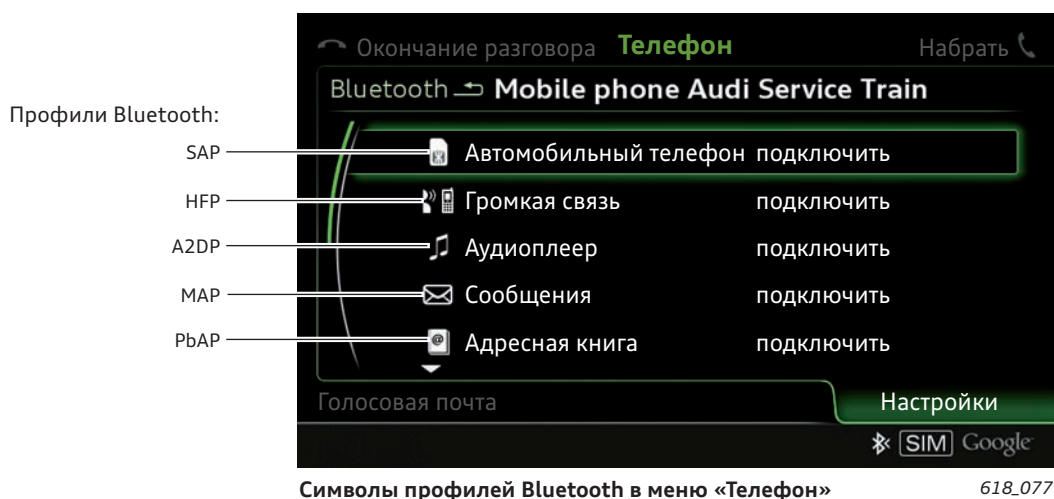 Окончание разговора Телефон Набрать
Bluetooth Mobile phone Audi Service Train
Профили Bluetooth:
SAP Автомобильный телефон подключить
HFP Громкая связь подключить
A2DP Аудиоплеер подключить
MAP Сообщения подключить
PbAP Адресная книга подключить
Голосовая почта Настройки
SIM Google
Символы профилей Bluetooth в меню «Телефон» 618_077